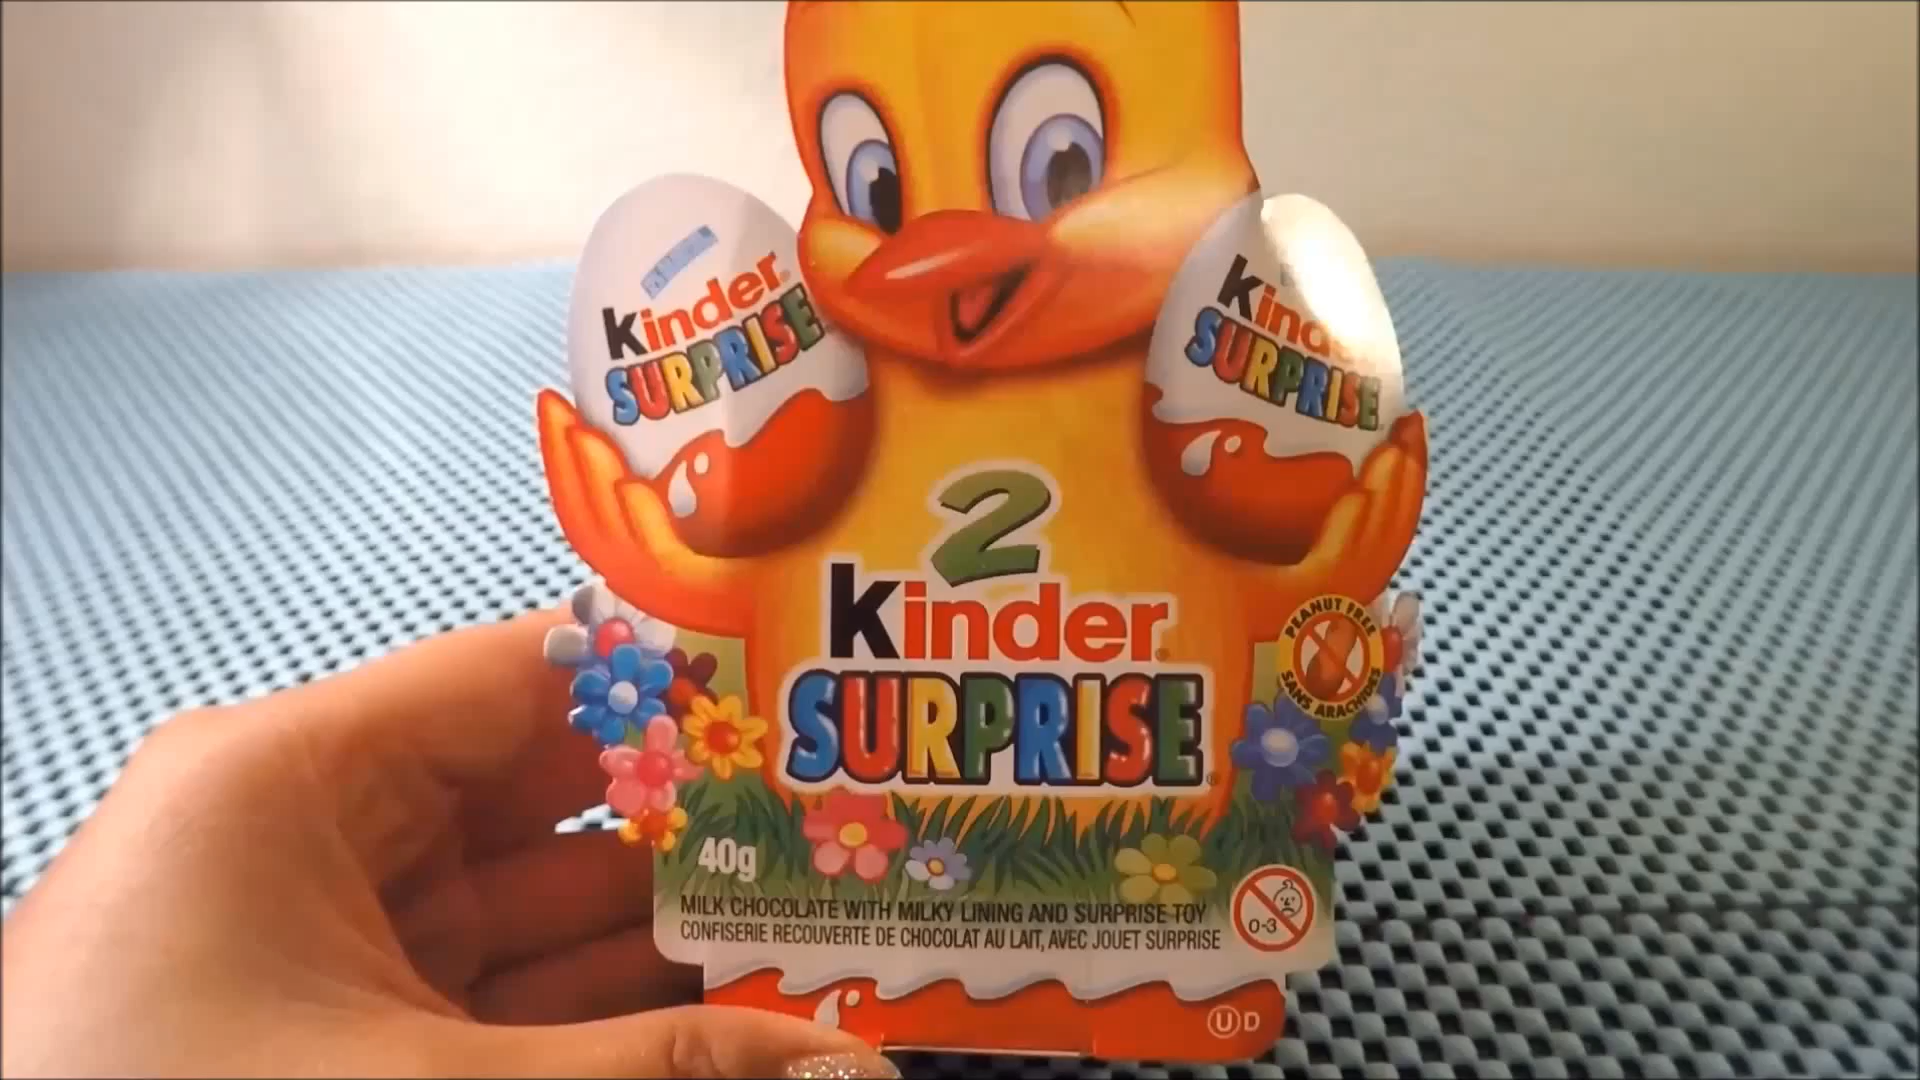 Kinder
SURPRISE
Kinder
SURPRISE
2
Kinder
SURPRISE
PEANUT FREE
SANS ARACHIDES
40g
MILK CHOCOLATE WITH MILKY LINING AND SURPRISE TOY
CONFISERIE RECOUVERTE DE CHOCOLAT AU LAIT, AVEC JOUET SURPRISE
0-3
U D